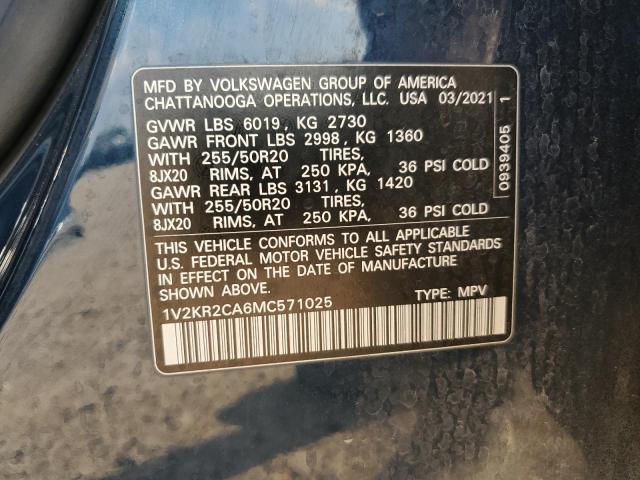 MFD BY VOLKSWAGEN GROUP OF AMERICA
CHATTANOOGA OPERATIONS, LLC. USA 03/2021
GVWR LBS 6019, KG 2730
GAWR FRONT LBS 2998, KG 1360
WITH 255/50R20 TIRES,
8JX20 RIMS, AT 250 KPA, 36 PSI COLD
GAWR REAR LBS 3131, KG 1420
WITH 255/50R20 TIRES,
8JX20 RIMS, AT 250 KPA, 36 PSI COLD
THIS VEHICLE CONFORMS TO ALL APPLICABLE
U.S. FEDERAL MOTOR VEHICLE SAFETY STANDARDS
IN EFFECT ON THE DATE OF MANUFACTURE
SHOWN ABOVE.
1V2KR2CA6MC571025 TYPE: MPV
0939405 1